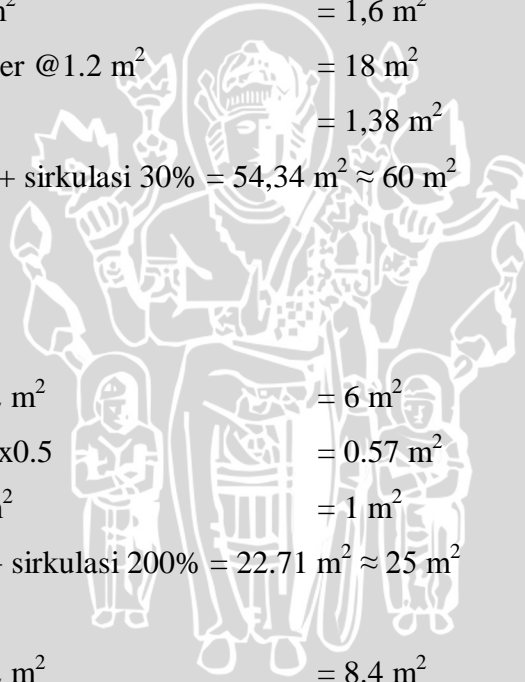 m² = 1,6 m²
er @1.2 m² = 18 m²
= 1,38 m²
+ sirkulasi 30% = 54,34 m² ≈ 60 m²
m² = 6 m²
x0.5 = 0.57 m²
m² = 1 m²
sirkulasi 200% = 22.71 m² ≈ 25 m²
m² = 8.4 m²